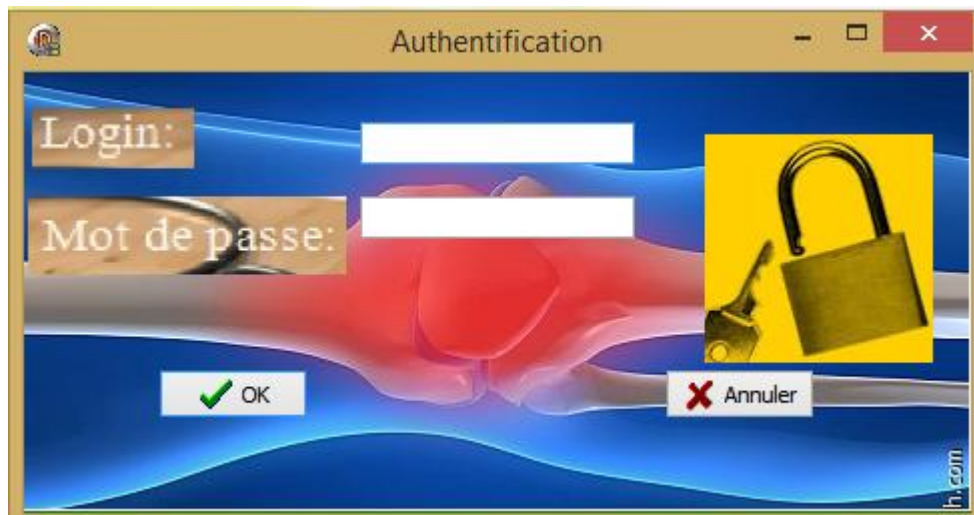 Authentification
Login:
Mot de passe:
OK
Annuler
h.com